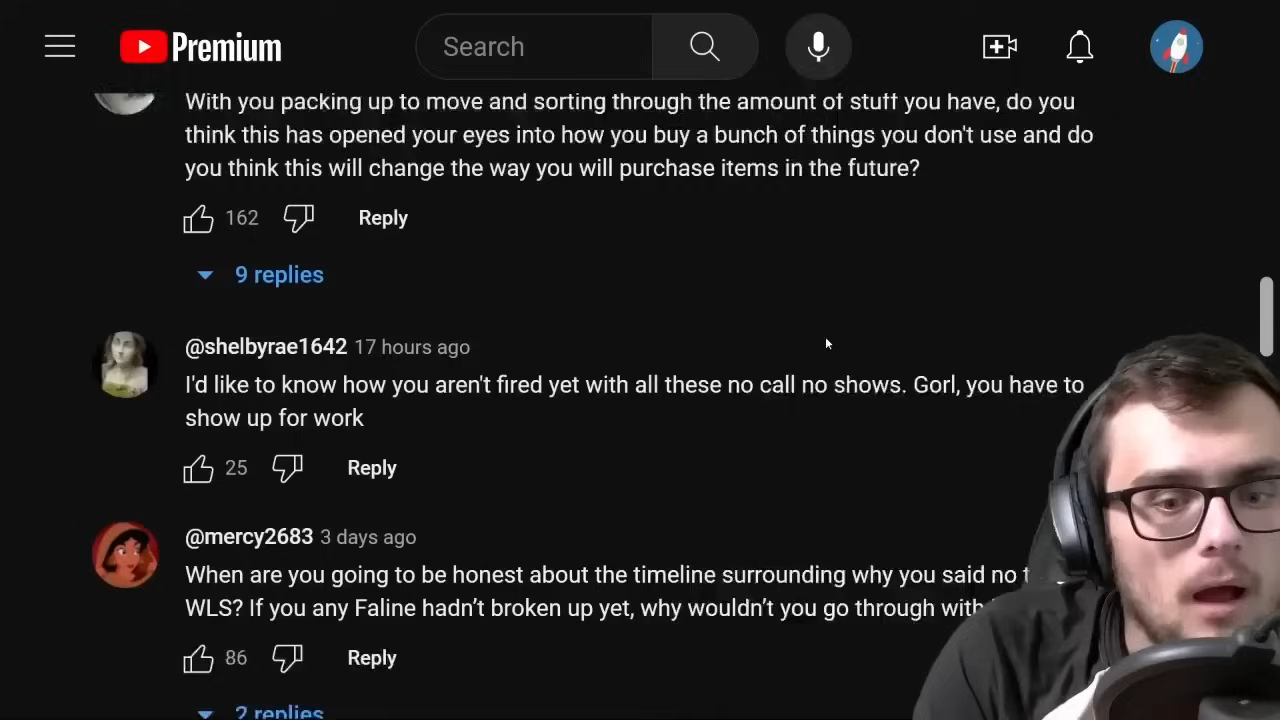 Premium
Search
With you packing up to move and sorting through the amount of stuff you have, do you
think this has opened your eyes into how you buy a bunch of things you don't use and do
you think this will change the way you will purchase items in the future?
162 Reply
9 replies
@shelbyrae1642 17 hours ago
I'd like to know how you aren't fired yet with all these no call no shows. Gorl, you have to
show up for work
25 Reply
@mercy2683 3 days ago
When are you going to be honest about the timeline surrounding why you said no
WLS? If you any Faline hadn't broken up yet, why wouldn't you go through with
86 Reply
2 replies